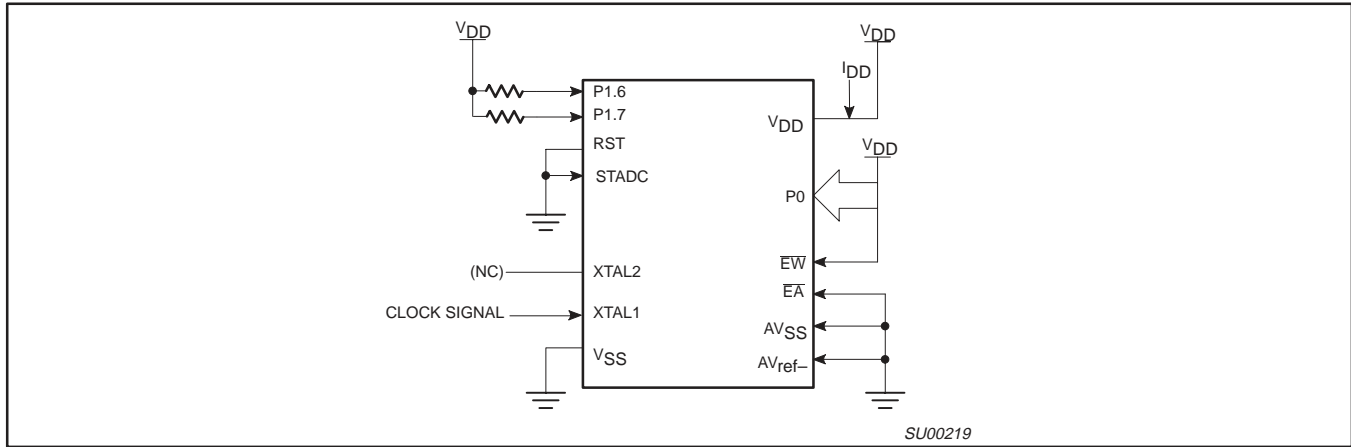 VDD
P1.6
P1.7
RST
STADC
(NC)
XTAL2
CLOCK SIGNAL
XTAL1
VSS
VDD
IDD
VDD
VDD
P0
EW
EA
AVSS
AVref–
SU00219